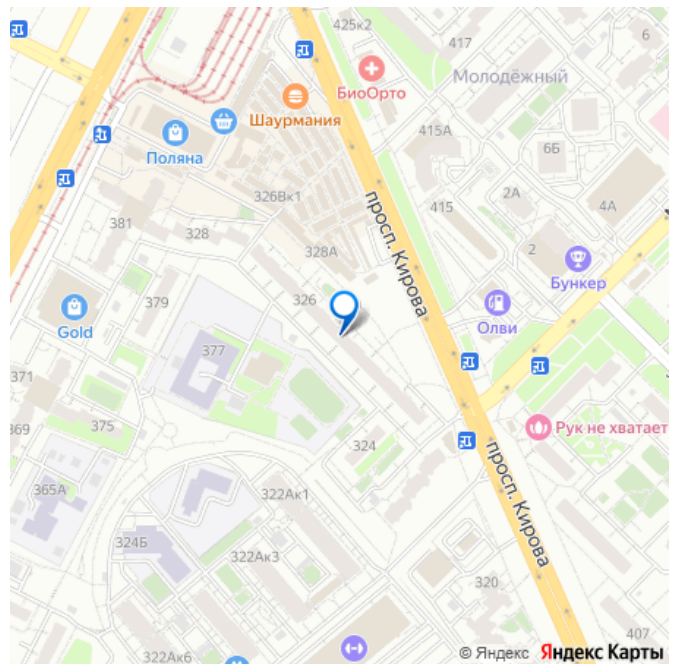 425к2
417
6
БиоОрто
Молодёжный
Шаурмания
415А
Поляна
6Б
326Вк1
2А
4А
415
381
328
просп. Кирова
328А
2
Бункер
379
326
Gold
Олви
377
371
375
369
Рук не хватает
324
просп. Кирова
365А
322Ак1
324Б
322Ак3
320
407
322Ак6
© Яндекс Яндекс Карты